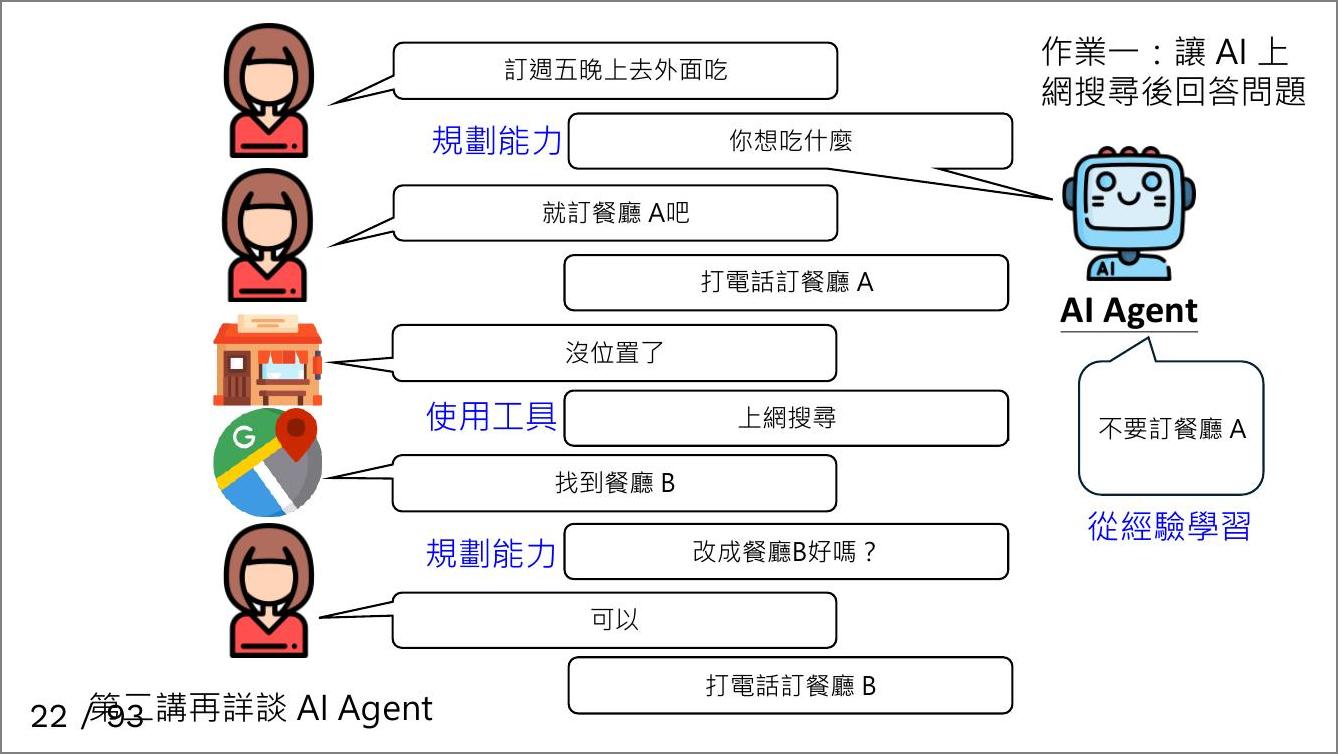 訂週五晚上去外面吃
作業一：讓 AI 上
網搜尋後回答問題
規劃能力
你想吃什麼
就訂餐廳 A吧
AI
打電話訂餐廳 A
AI Agent
沒位置了
使用工具
上網搜尋
不要訂餐廳 A
G
找到餐廳 B
從經驗學習
規劃能力
改成餐廳B好嗎？
可以
打電話訂餐廳 B
第二講再詳談 AI Agent
22 / 93